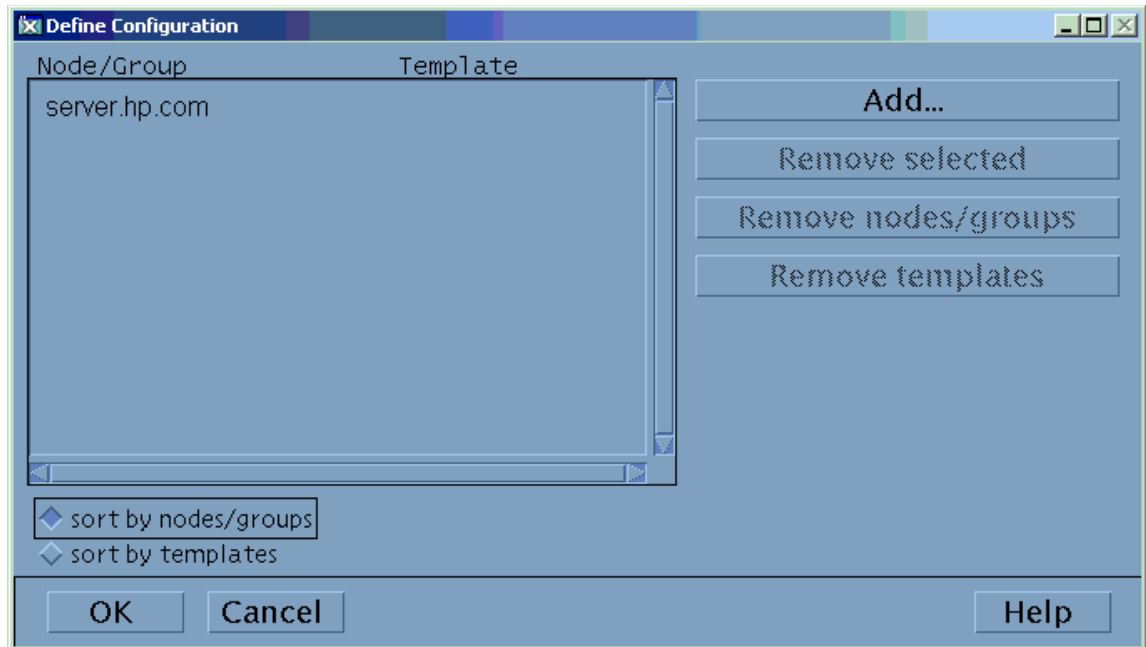 Define Configuration
Node/Group Template
server.hp.com
Add...
Remove selected
Remove nodes/groups
Remove templates
sort by nodes/groups
sort by templates
OK Cancel Help